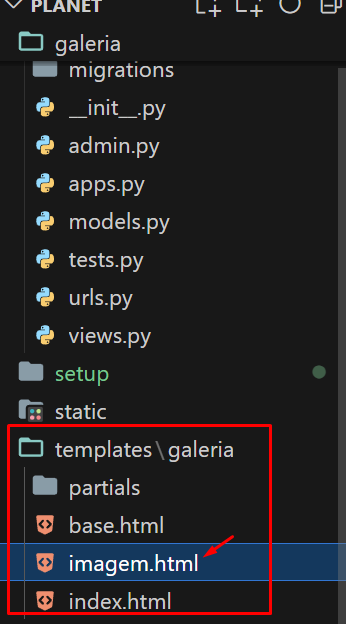 PLANET
galeria
migrations
__init__.py
admin.py
apps.py
models.py
tests.py
urls.py
views.py
setup
static
templates\galeria
partials
base.html
imagem.html
index.html